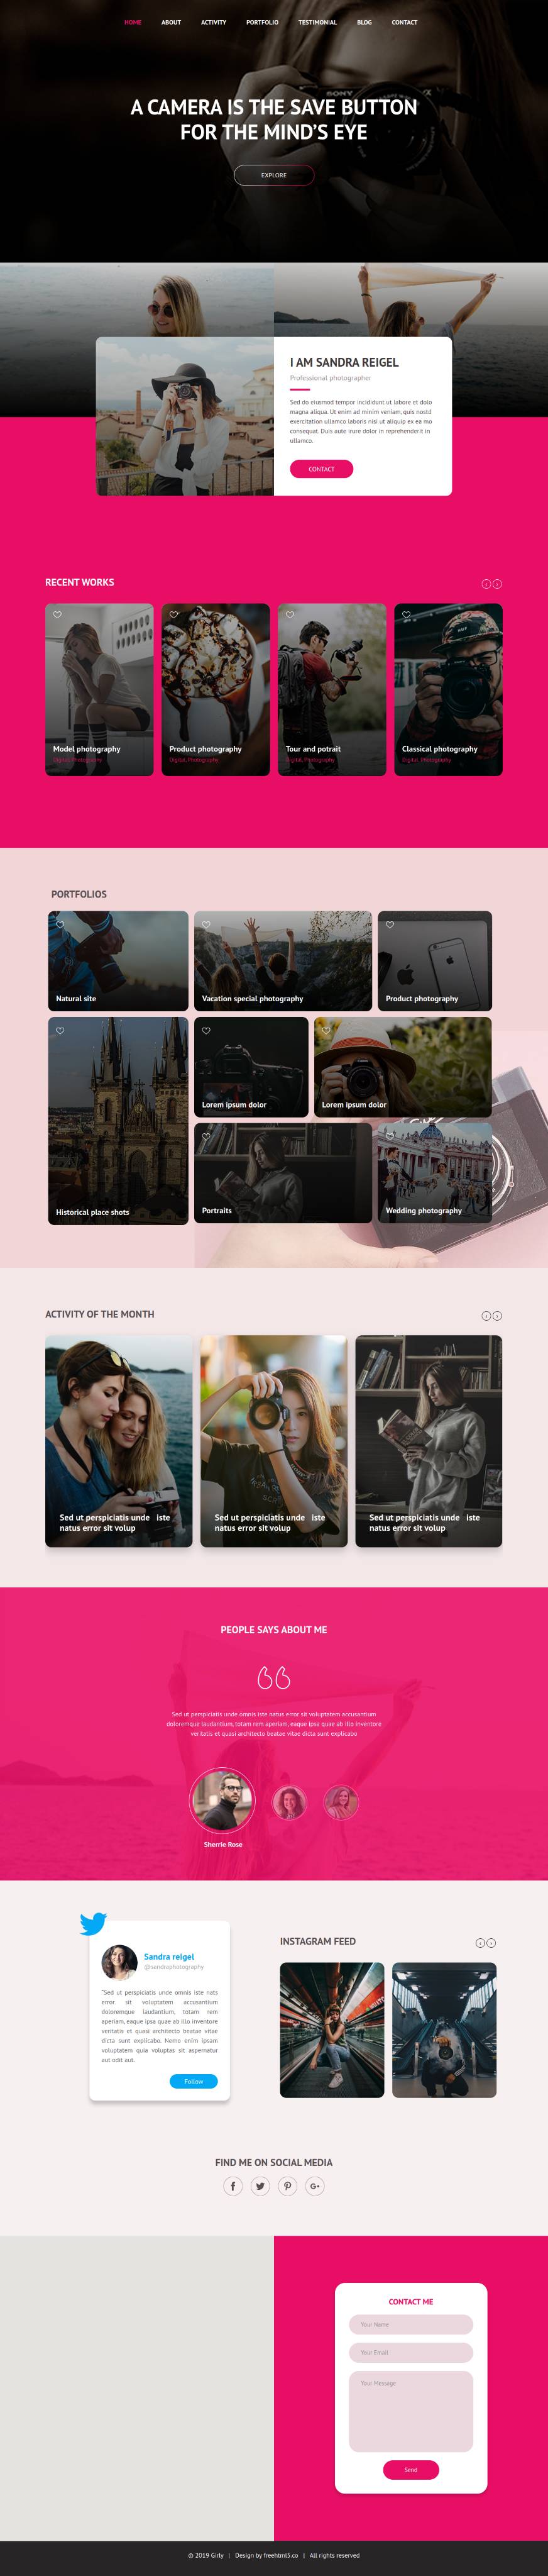 HOME ABOUT ACTIVITY PORTFOLIO TESTIMONIAL BLOG CONTACT
SONY
A CAMERA IS THE SAVE BUTTON
FOR THE MIND'S EYE
EXPLORE
I AM SANDRA REIGEL
Professional photographer
Sed do eiusmod tempor incididunt ut labore et dolo
magna aliqua. Ut enim ad minim veniam, quis nostd
exercitation ullamco laboris nisi ut aliquip ex ea mo
consequat. Duis aute irure dolor in reprehenderit in
ullamco.
CONTACT
RECENT WORKS
Model photography
Digital, Photography
Product photography
Digital, Photography
Tour and potrait
Digital, Photography
Classical photography
Digital, Photography
PORTFOLIOS
Natural site
Vacation special photography
Product photography
Historical place shots
Lorem ipsum dolor
Lorem ipsum dolor
Portraits
Wedding photography
ACTIVITY OF THE MONTH
Sed ut perspiciatis unde iste
natus error sit volup
Sed ut perspiciatis unde iste
natus error sit volup
Sed ut perspiciatis unde iste
natus error sit volup
PEOPLE SAYS ABOUT ME
Sed ut perspiciatis unde omnis iste natus error sit voluptatem accusantium
doloremque laudantium, totam rem aperiam, eaque ipsa quae ab illo inventore
veritatis et quasi architecto beatae vitae dicta sunt explicabo
Sherrie Rose
Sandra reigel
@sendraphotography
"Sed ut perspiciatis unde omnis iste nats
error sit voluptatem accusantium
doloremque laudantium, totam rem
aperiam, eaque ipsa quae ab illo inventore
veritatis et quasi architecto beatae vitae
dicta sunt explicabo. Nemo enim ipsam
voluptatem quia voluptas sit aspernatur
aut odit aut.
Follow
INSTAGRAM FEED
FIND ME ON SOCIAL MEDIA
CONTACT ME
Your Name
Your Email
Your Message
Send
© 2019 Girly | Design by freehtml5.co | All rights reserved